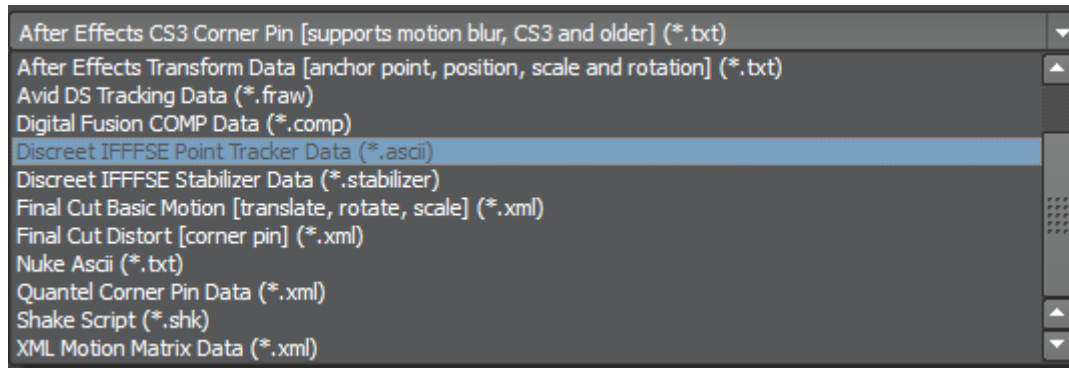 After Effects CS3 Corner Pin [supports motion blur, CS3 and older] (*.txt)
After Effects Transform Data [anchor point, position, scale and rotation] (*.txt)
Avid DS Tracking Data (*.fraw)
Digital Fusion COMP Data (*.comp)
Discreet IFFFSE Point Tracker Data (*.ascii)
Discreet IFFFSE Stabilizer Data (*.stabilizer)
Final Cut Basic Motion [translate, rotate, scale] (*.xml)
Final Cut Distort [corner pin] (*.xml)
Nuke Ascii (*.txt)
Quantel Corner Pin Data (*.xml)
Shake Script (*.shk)
XML Motion Matrix Data (*.xml)